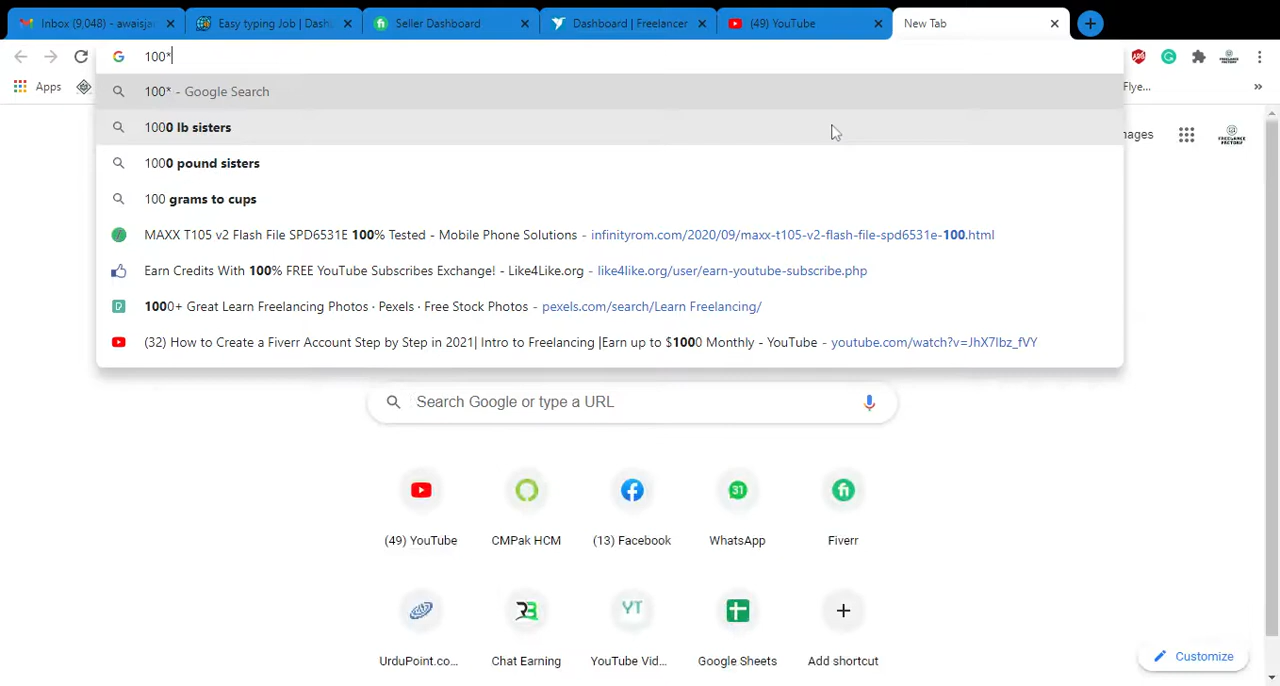 Inbox (9,048) - awaisja
Easy typing Job | Dash
Seller Dashboard
Dashboard | Freelancer
(49) YouTube
New Tab
100*
Apps
Flye...
100* - Google Search
1000 lb sisters
1000 pound sisters
100 grams to cups
MAXX T105 v2 Flash File SPD6531E 100% Tested - Mobile Phone Solutions - infinityrom.com/2020/09/maxx-t105-v2-flash-file-spd6531e-100.html
Earn Credits With 100% FREE YouTube Subscribes Exchange! - Like4Like.org - like4like.org/user/earn-youtube-subscribe.php
1000+ Great Learn Freelancing Photos · Pexels · Free Stock Photos - pexels.com/search/Learn Freelancing/
(32) How to Create a Fiverr Account Step by Step in 2021| Intro to Freelancing |Earn up to $1000 Monthly - YouTube - youtube.com/watch?v=JhX7Ibz_fVY
mages
FREELANCE FACTORY
Search Google or type a URL
(49) YouTube
CMPak HCM
(13) Facebook
WhatsApp
Fiverr
UrduPoint.co...
Chat Earning
YouTube Vid...
Google Sheets
Add shortcut
Customize